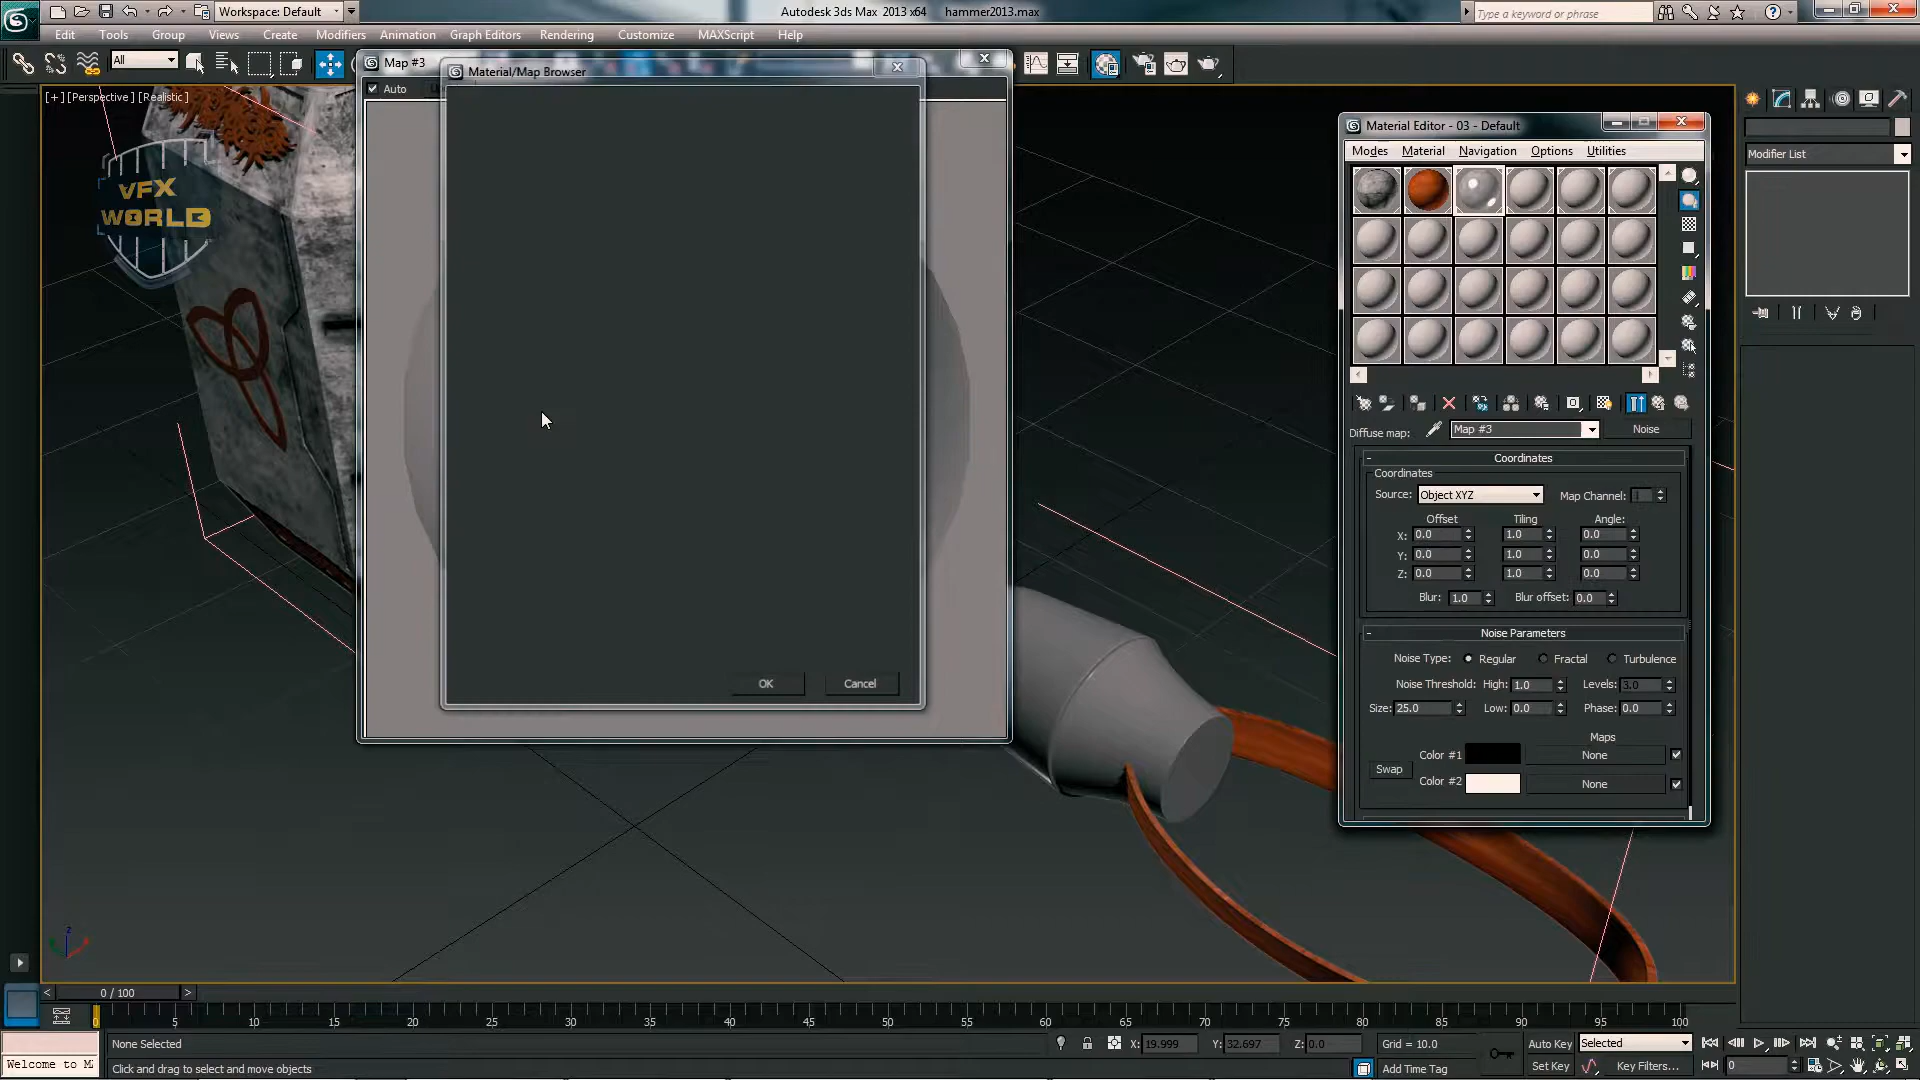 Workspace: Default
Autodesk 3ds Max 2013 x64 hammer2013.max
Type a keyword or phrase
Edit Tools Group Views Create Modifiers Animation Graph Editors Rendering Customize MAXScript Help
All
Map #3
Material/Map Browser
Auto
[+][Perspective][Realistic]
VFX
WORLD
OK Cancel
Material Editor - 03 - Default
Modes Material Navigation Options Utilities
Diffuse map: Map #3 Noise
Coordinates
Coordinates
Source: Object XYZ Map Channel:
Offset Tiling Angle:
X: 0.0 1.0 0.0
Y: 0.0 1.0 0.0
Z: 0.0 1.0 0.0
Blur: 1.0 Blur offset: 0.0
Noise Parameters
Noise Type: Regular Fractal Turbulence
Noise Threshold: High: 1.0 Levels: 3.0
Size: 25.0 Low: 0.0 Phase: 0.0
Maps
Color #1 None
Swap
Color #2 None
Modifier List
z
0 / 100
5 10 15 20 25 30 35 40 45 50 55 60 65 70 75 80 85 90 95 100
None Selected
X: 19.999 Y: 32.697 Z: 0.0 Grid = 10.0
Auto Key Selected
Welcome to M
Click and drag to select and move objects
Add Time Tag
Set Key Key Filters...
0